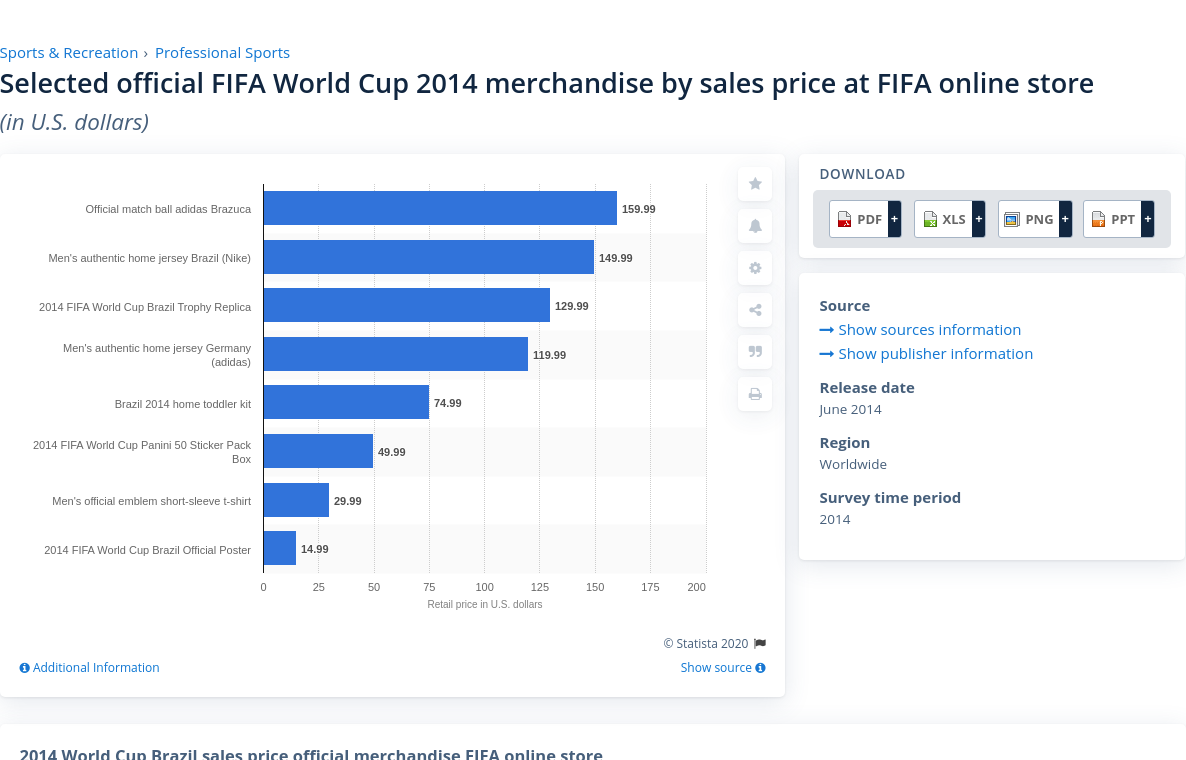 Sports & Recreation › Professional Sports
Selected official FIFA World Cup 2014 merchandise by sales price at FIFA online store
(in U.S. dollars)
Official match ball adidas Brazuca
159.99
Men's authentic home jersey Brazil (Nike)
149.99
2014 FIFA World Cup Brazil Trophy Replica
129.99
Men's authentic home jersey Germany
(adidas)
119.99
Brazil 2014 home toddler kit
74.99
2014 FIFA World Cup Panini 50 Sticker Pack
Box
49.99
Men's official emblem short-sleeve t-shirt
29.99
2014 FIFA World Cup Brazil Official Poster
14.99
0 25 50 75 100 125 150 175 200
Retail price in U.S. dollars
© Statista 2020
Additional Information
Show source
DOWNLOAD
PDF + XLS + PNG + PPT +
Source
Show sources information
Show publisher information
Release date
June 2014
Region
Worldwide
Survey time period
2014
2014 World Cup Brazil sales price official merchandise FIFA online store